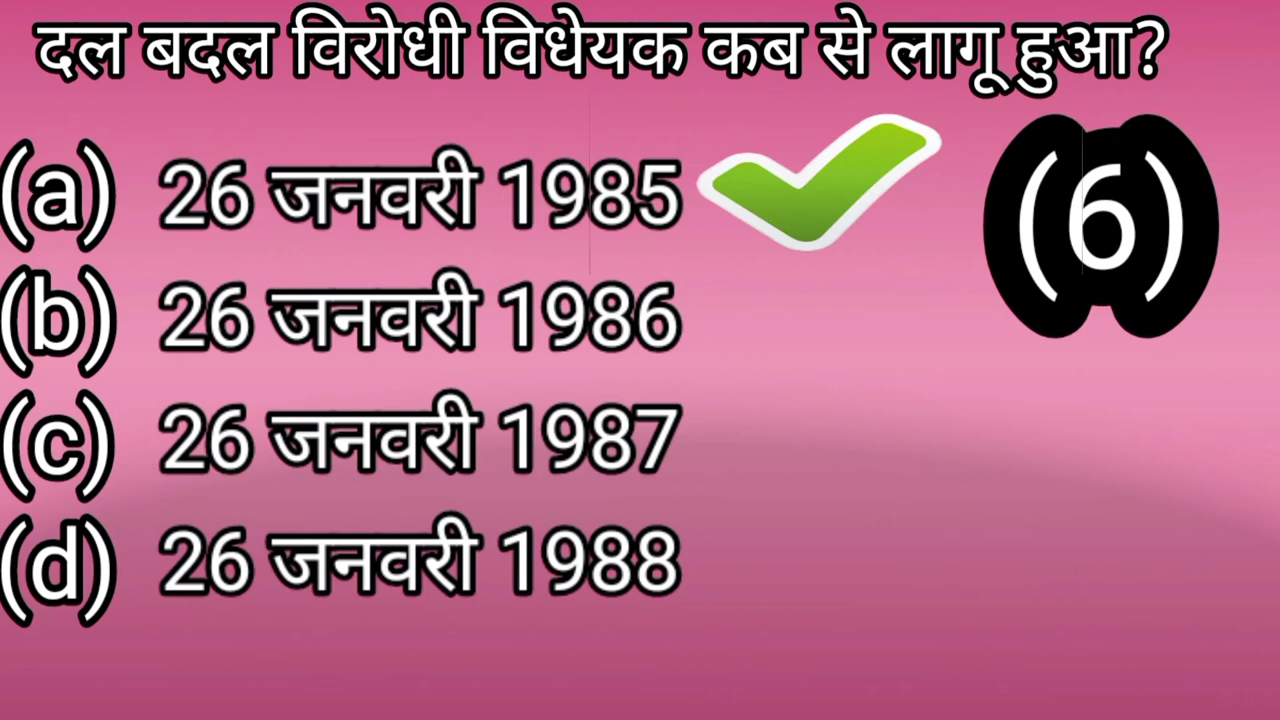 दल बदल विरोधी विधेयक कब से लागू हुआ?
(a) 26 जनवरी 1985
(6)
(b) 26 जनवरी 1986
(c) 26 जनवरी 1987
(d) 26 जनवरी 1988